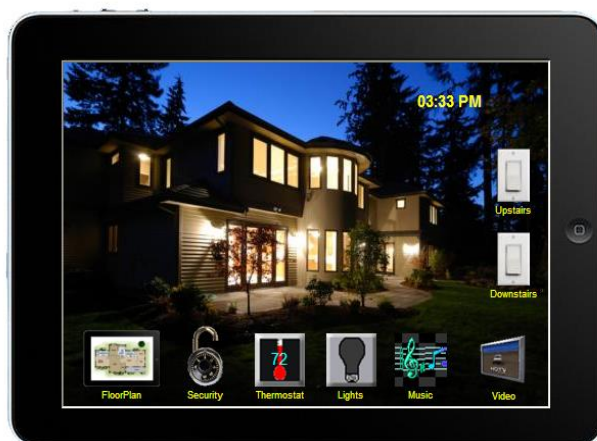 03:33 PM
Upstairs
Downstairs
72
FloorPlan
Security
Thermostat
Lights
Music
Video